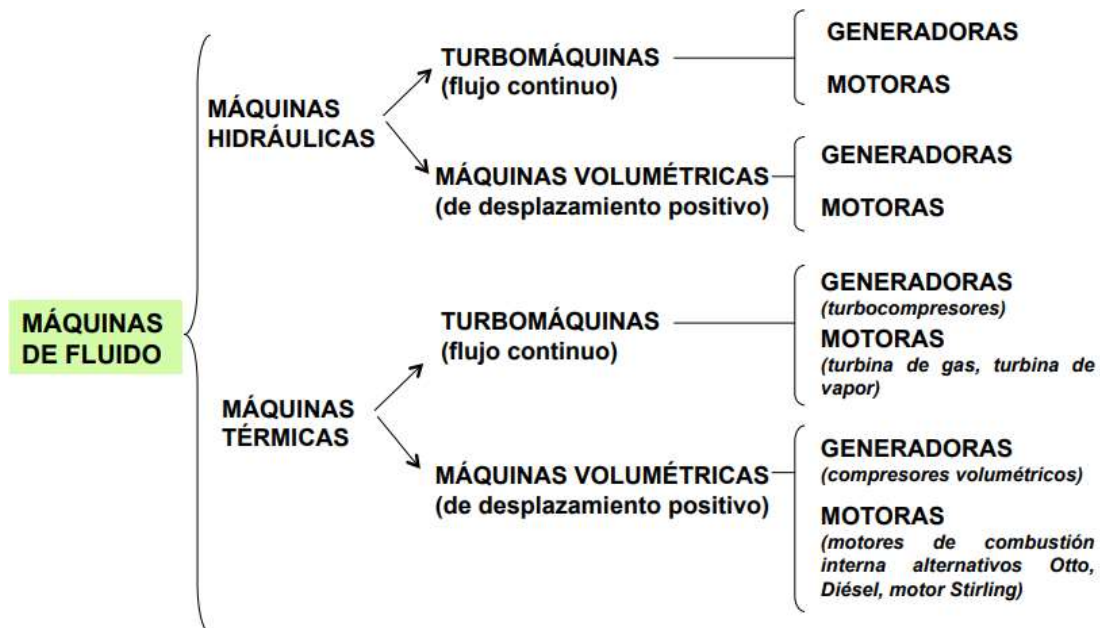 MÁQUINAS
DE FLUIDO
MÁQUINAS
HIDRÁULICAS
TURBOMÁQUINAS
(flujo continuo)
GENERADORAS
MOTORAS
MÁQUINAS VOLUMÉTRICAS
(de desplazamiento positivo)
GENERADORAS
MOTORAS
MÁQUINAS
TÉRMICAS
TURBOMÁQUINAS
(flujo continuo)
GENERADORAS
(turbocompresores)
MOTORAS
(turbina de gas, turbina de
vapor)
MÁQUINAS VOLUMÉTRICAS
(de desplazamiento positivo)
GENERADORAS
(compresores volumétricos)
MOTORAS
(motores de combustión
interna alternativos Otto,
Diésel, motor Stirling)